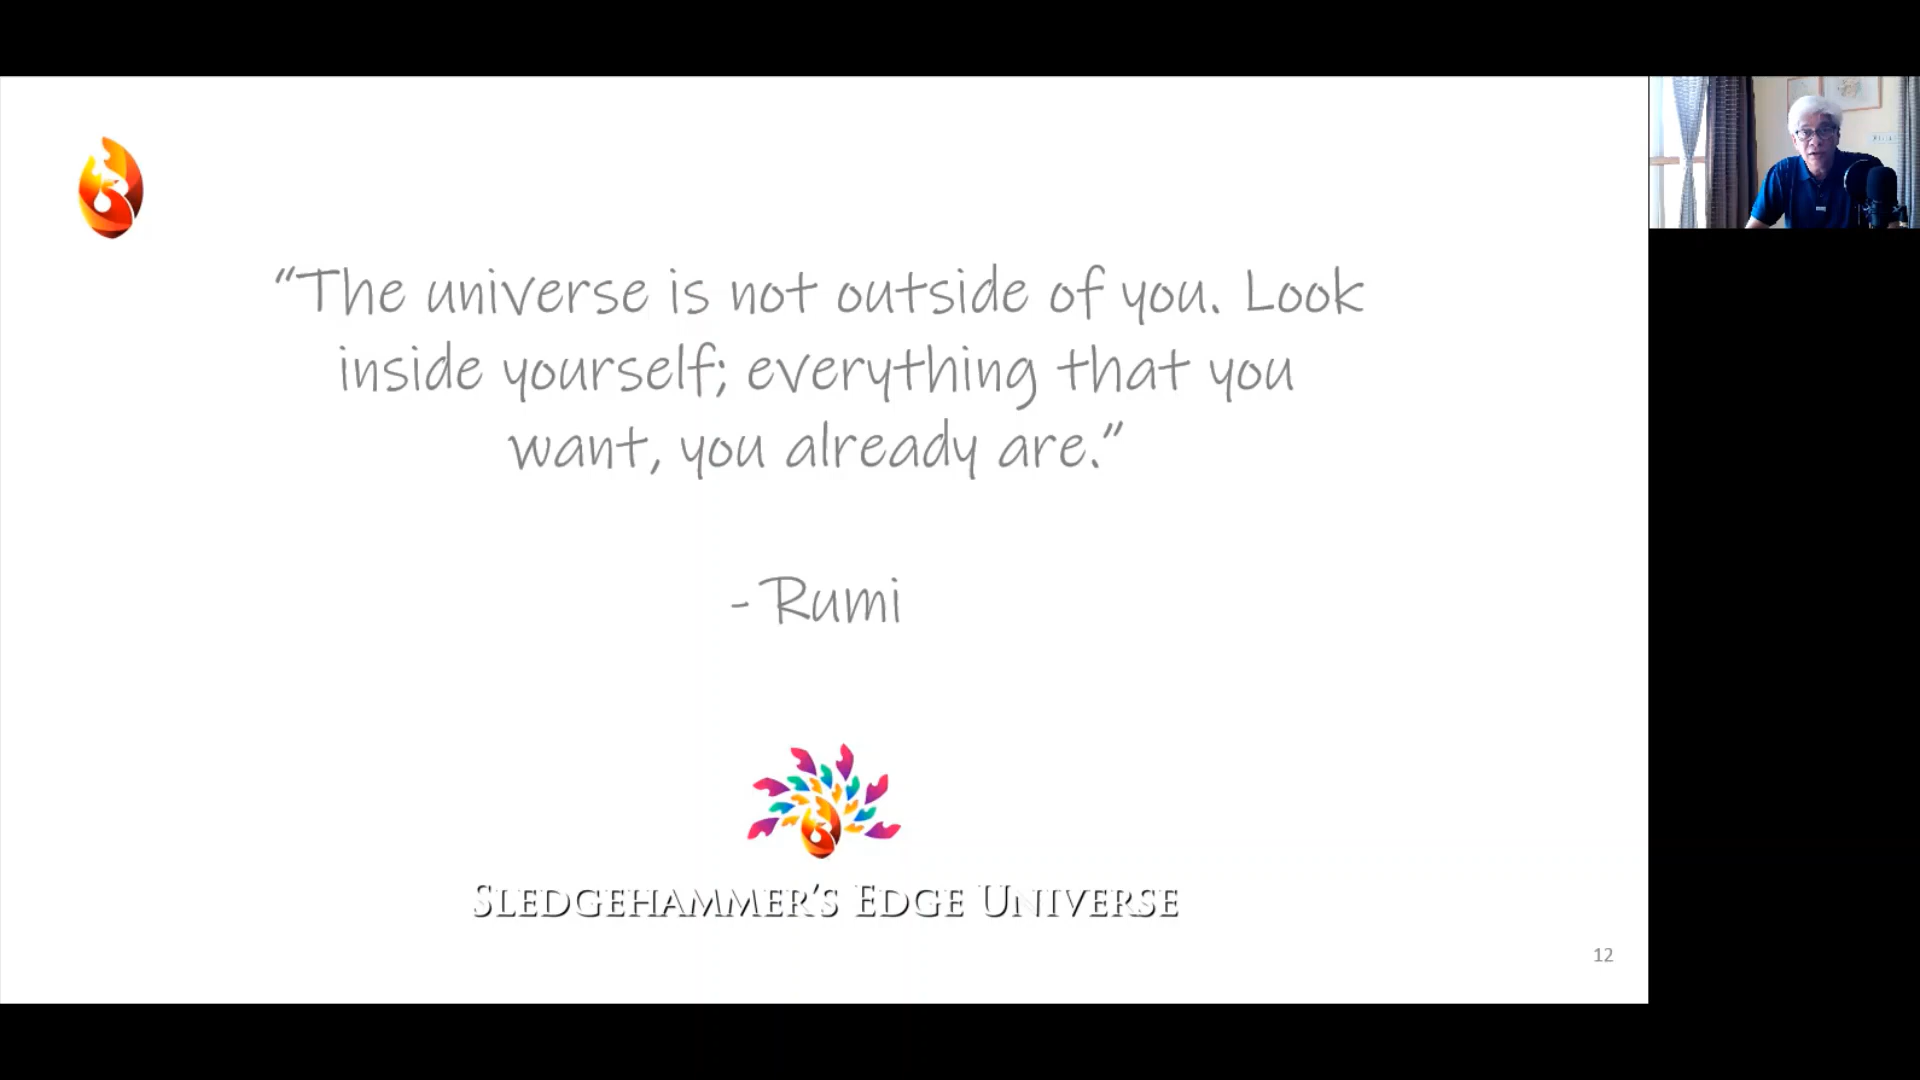 “The universe is not outside of you. Look
inside yourself; everything that you
want, you already are.”
- Rumi
SLEDGEHAMMER’S EDGE UNIVERSE
12